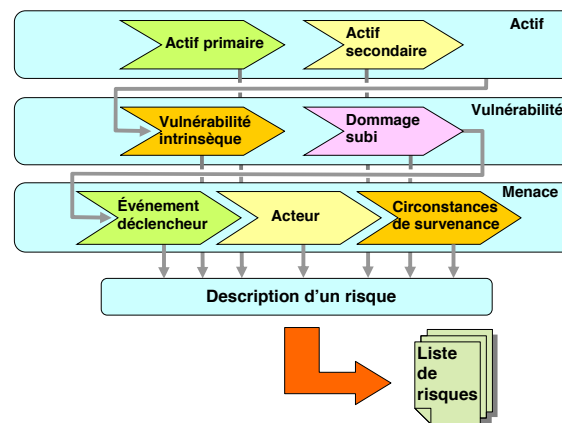 Actif
Actif primaire
Actif
secondaire
Vulnérabilité
Vulnérabilité
intrinsèque
Dommage
subi
Menace
Événement
déclencheur
Acteur
Circonstances
de survenance
Description d'un risque
Liste
de
risques